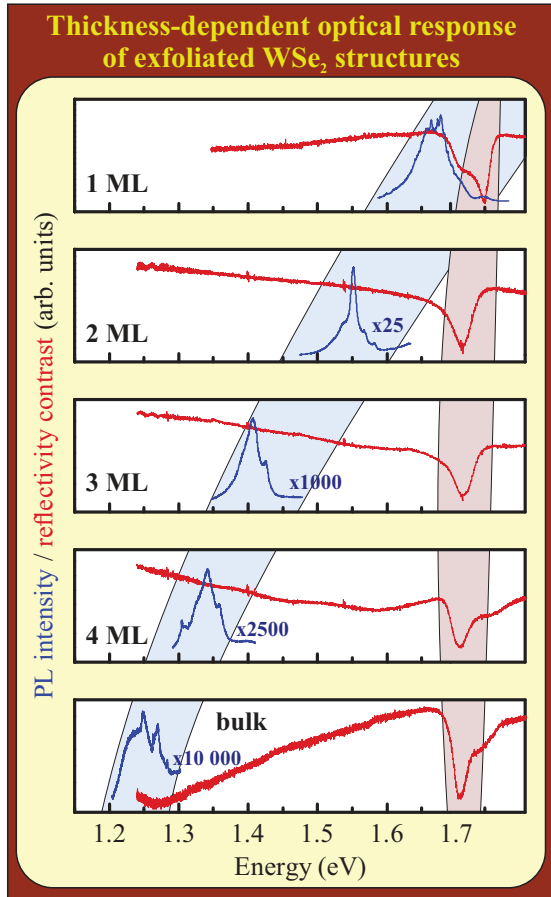 Thickness-dependent optical response
of exfoliated WSe₂ structures
PL intensity / reflectivity contrast (arb. units)
1 ML
2 ML
x25
3 ML
x1000
4 ML
x2500
bulk
x10 000
1.2 1.3 1.4 1.5 1.6 1.7
Energy (eV)